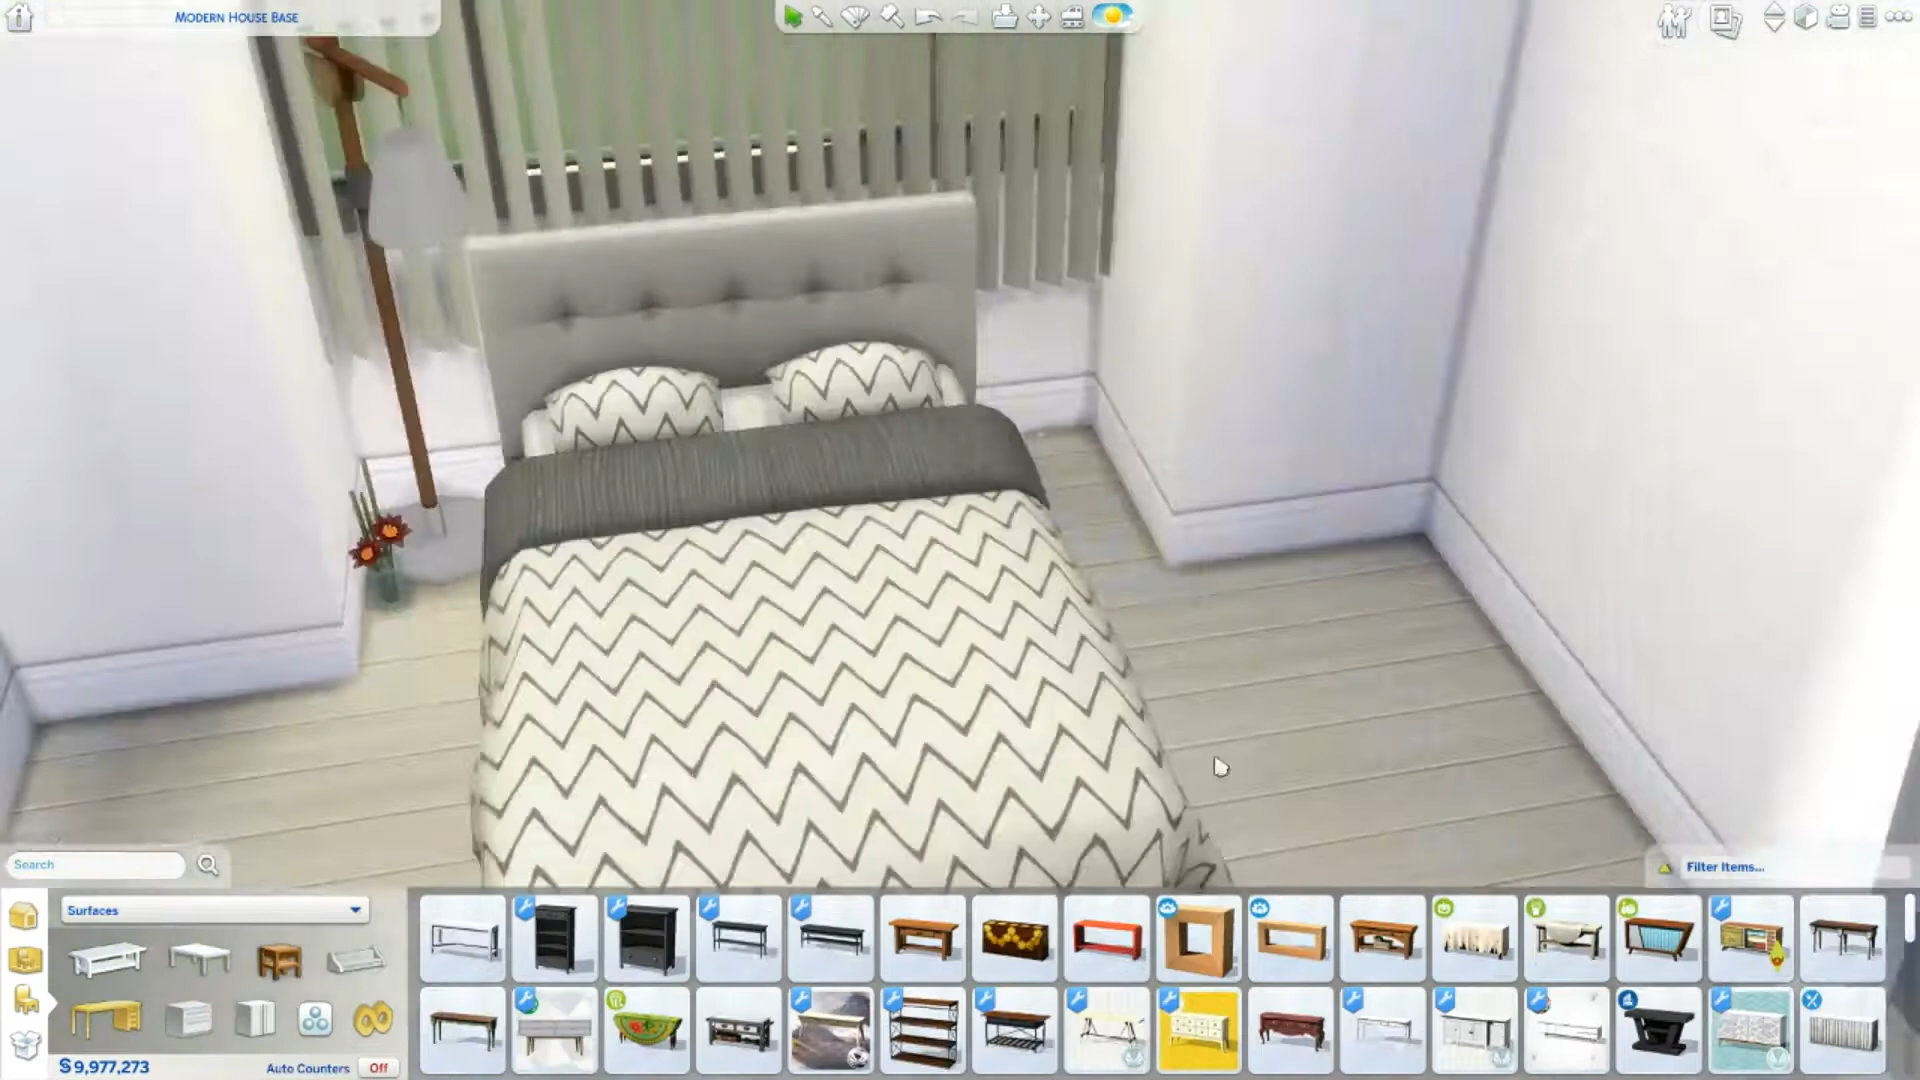 MODERN HOUSE BASE
Search
Filter Items...
Surfaces
§9,977,273
Auto Counters
Off